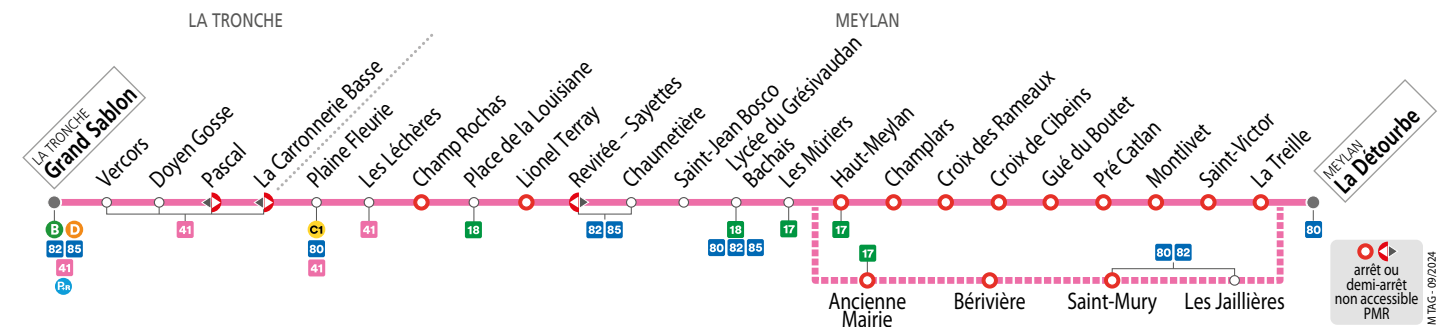 LA TRONCHE
MEYLAN
LA TRONCHE
Grand Sablon
Vercors
Doyen Gosse
Pascal
La Carronnerie Basse
Plaine Fleurie
Les Léchères
Champ Rochas
Place de la Louisiane
Lionel Terray
Revirée – Sayettes
Chaumetière
Saint-Jean Bosco
Lycée du Grésivaudan
Bachais
Les Mûriers
Haut-Meylan
Champlars
Croix des Rameaux
Croix de Cibeins
Gué du Boutet
Pré Catlan
Montlivet
Saint-Victor
La Treille
MEYLAN
La Détourbe
B D
82 85
41
P+R
41
C1
80
41
41
18
82 85
18
80 82 85
17
17
80
17
80 82
Ancienne
Mairie
Bérivière
Saint-Mury
Les Jaillières
arrêt ou
demi-arrêt
non accessible
PMR
M TAG - 09/2024